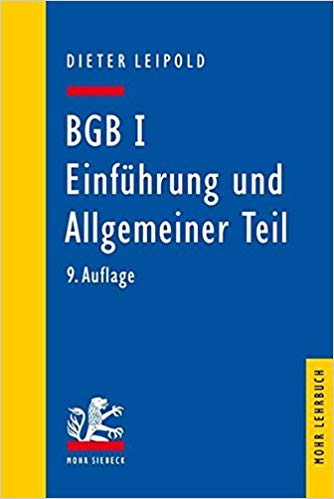 DIETER LEIPOLD
BGB I
Einführung und
Allgemeiner Teil
9. Auflage
MOHR SIEBECK
MOHR LEHRBUCH